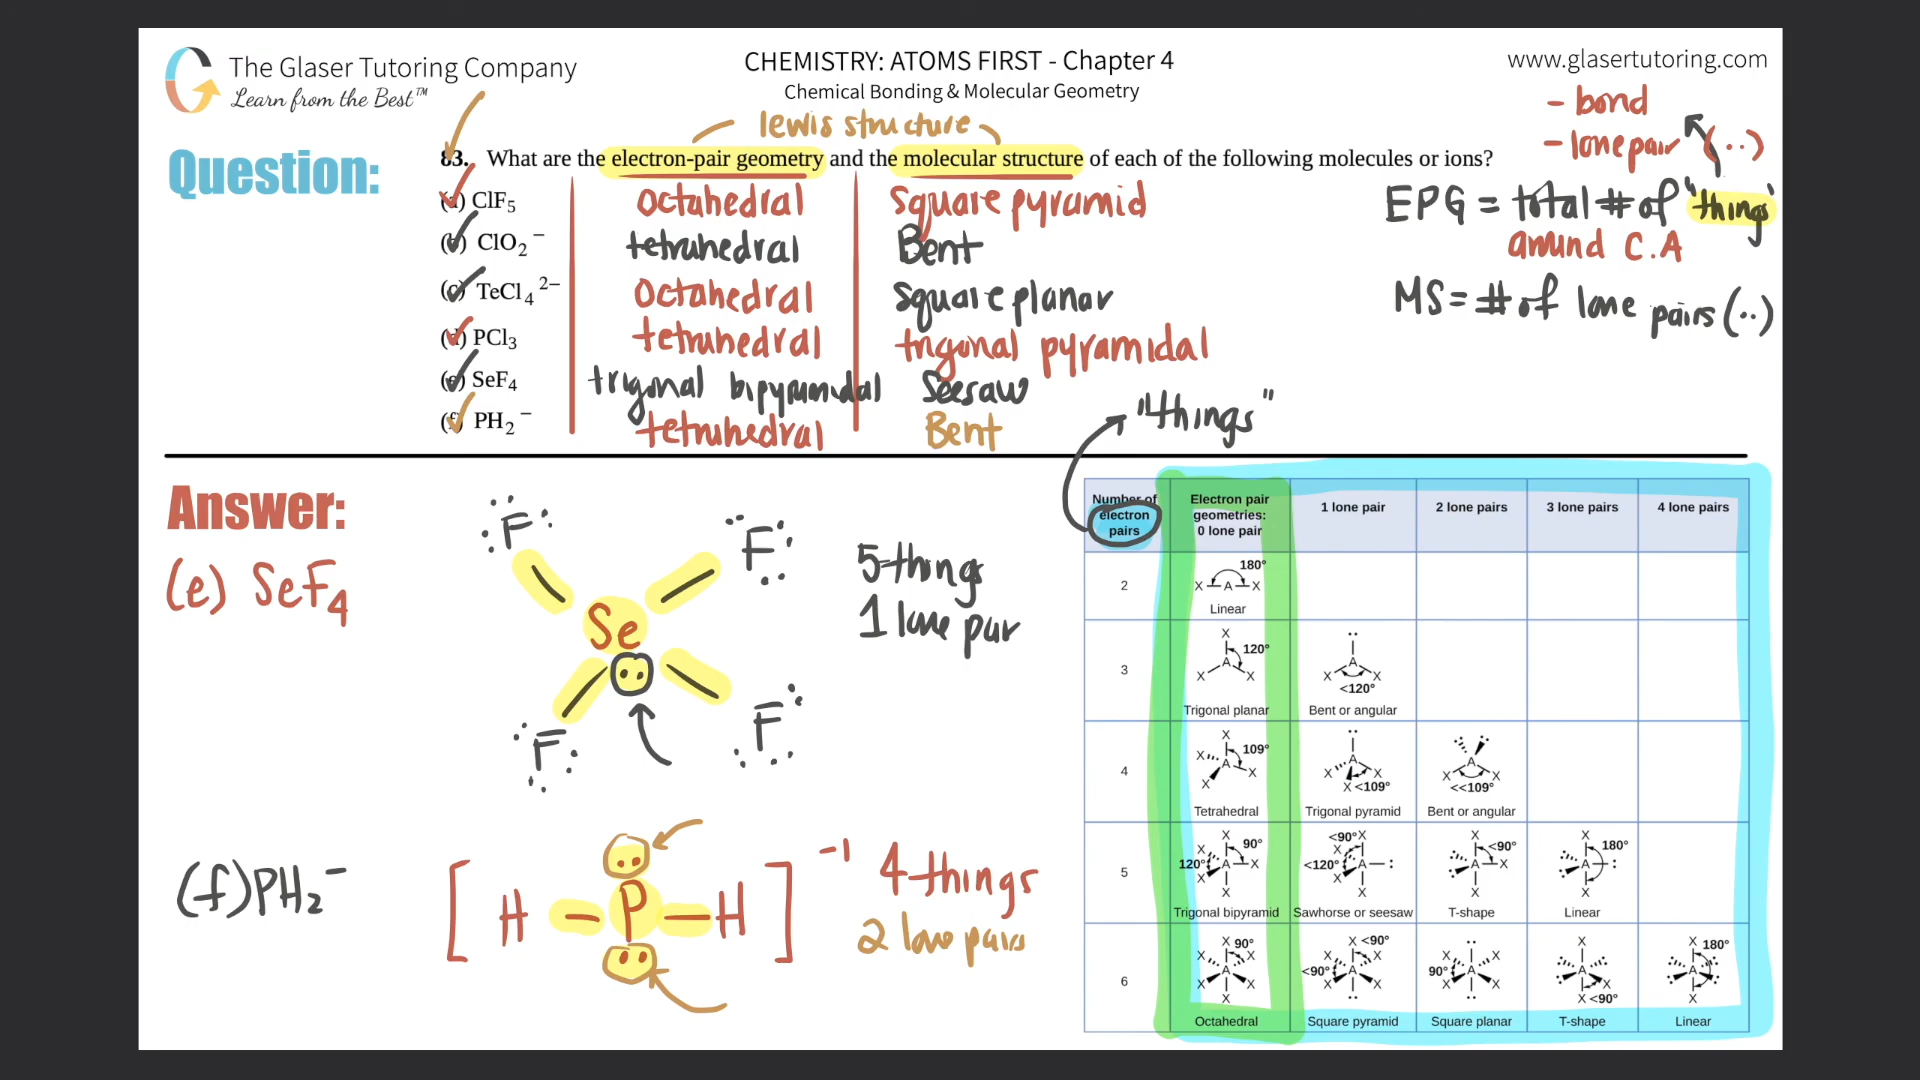 The Glaser Tutoring Company
Learn from the Best™
CHEMISTRY: ATOMS FIRST - Chapter 4
Chemical Bonding & Molecular Geometry
www.glasertutoring.com
- bond
- lone pair (··)
lewis structure
Question:
83. What are the electron-pair geometry and the molecular structure of each of the following molecules or ions?
(a) ClF₅ Octahedral Square pyramid
(b) ClO₂⁻ tetrahedral Bent
(c) TeCl₄²⁻ Octahedral Square planar
(d) PCl₃ tetrahedral trigonal pyramidal
(e) SeF₄ trigonal bipyramidal Seesaw
(f) PH₂⁻ tetrahedral Bent
EPG = total # of "things"
around C.A
MS = # of lone pairs (··)
"things"
Answer:
(e) SeF₄
F F
Se
F F
5 things
1 lone pair
(f) PH₂⁻
[ H — P — H ] -1
4 things
2 lone pairs
Number of electron pairs
Electron pair geometries: 0 lone pair
1 lone pair
2 lone pairs
3 lone pairs
4 lone pairs
2
180°
X A X
Linear
3
X
120°
A
X X
Trigonal planar
A
X X
<120°
Bent or angular
4
X
109°
X A X
X
Tetrahedral
A
X X
X <109°
Trigonal pyramid
A
X X
<<109°
Bent or angular
5
X
X 90°
120° A X
X
X
Trigonal bipyramid
<90° X
X
<120° A
X
X
Sawhorse or seesaw
X
<90°
A X
X
T-shape
X
180°
A
X
Linear
6
X 90°
X X
A
X X
X
Octahedral
X <90°
X X
<90° A
X X
Square pyramid
X X
90° A
X X
Square planar
X
A
X
X <90°
T-shape
X 180°
A
X
Linear